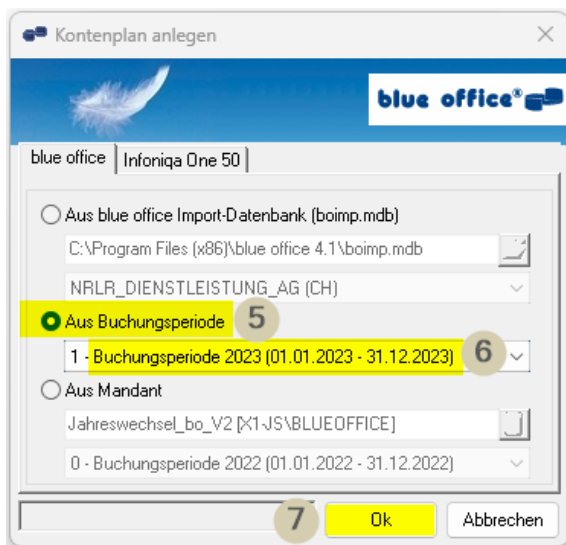 Kontenplan anlegen
blue office®
blue office Infoniqa One 50
Aus blue office Import-Datenbank (boimp.mdb)
C:\Program Files (x86)\blue office 4.1\boimp.mdb
NRLR_DIENSTLEISTUNG_AG (CH)
Aus Buchungsperiode 5
1 - Buchungsperiode 2023 (01.01.2023 - 31.12.2023) 6
Aus Mandant
Jahreswechsel_bo_V2 [X1-JS\BLUEOFFICE]
0 - Buchungsperiode 2022 (01.01.2022 - 31.12.2022)
7 Ok Abbrechen